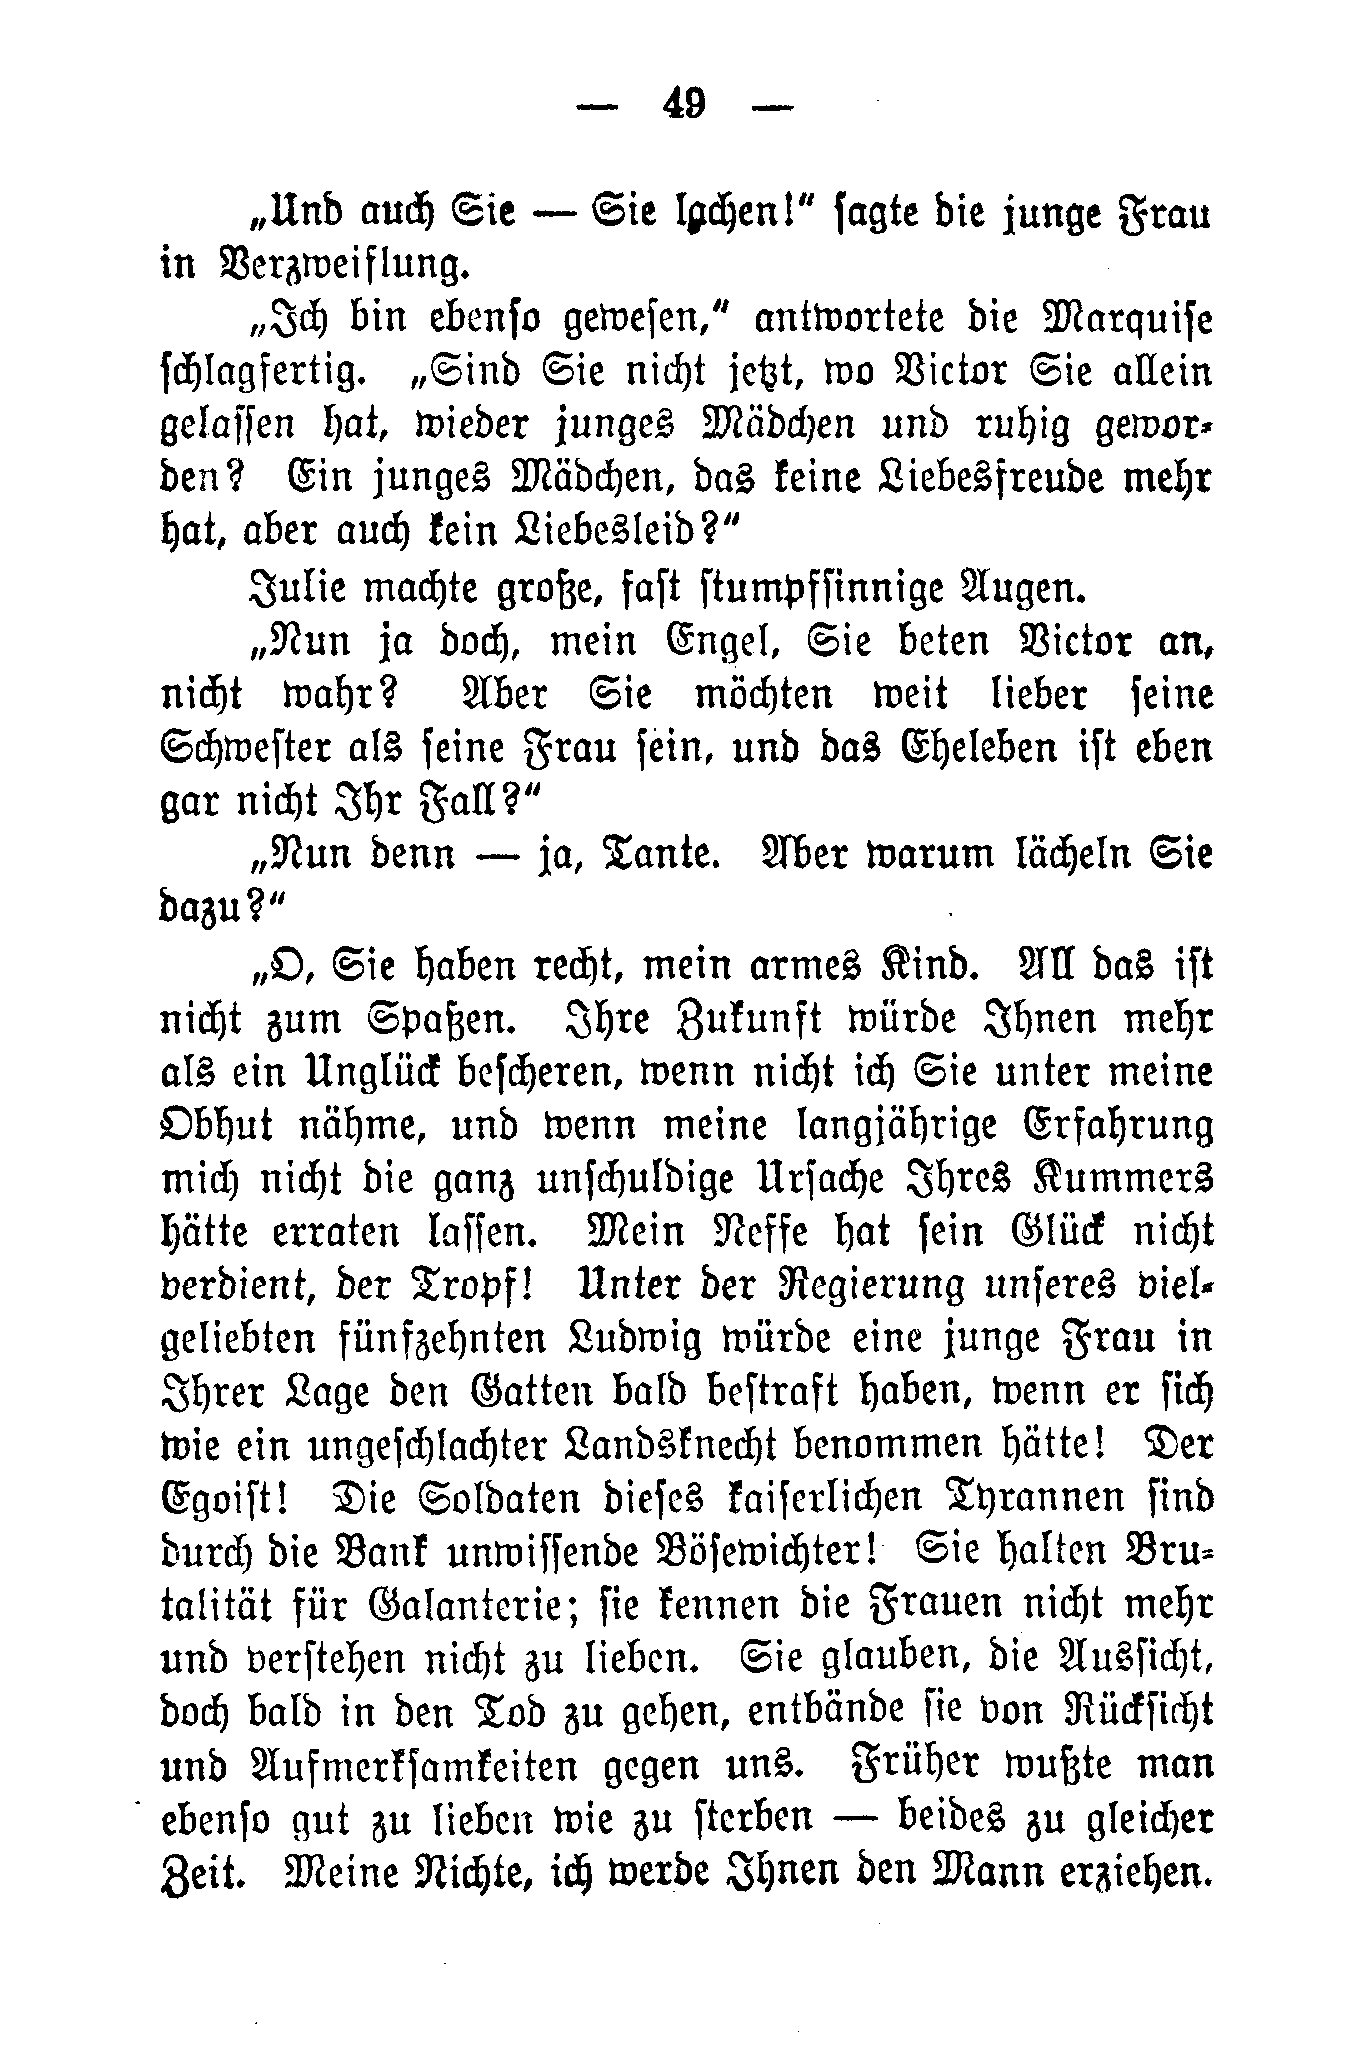 — 49 —
„Und auch Sie — Sie lachen!“ sagte die junge Frau
in Verzweiflung.
„Ich bin ebenso gewesen,“ antwortete die Marquise
schlagfertig. „Sind Sie nicht jetzt, wo Victor Sie allein
gelassen hat, wieder junges Mädchen und ruhig gewor-
den? Ein junges Mädchen, das keine Liebesfreude mehr
hat, aber auch kein Liebesleid?“
Julie machte große, fast stumpfsinnige Augen.
„Nun ja doch, mein Engel, Sie beten Victor an,
nicht wahr? Aber Sie möchten weit lieber seine
Schwester als seine Frau sein, und das Eheleben ist eben
gar nicht Ihr Fall?“
„Nun denn — ja, Tante. Aber warum lächeln Sie
dazu?“
„O, Sie haben recht, mein armes Kind. All das ist
nicht zum Spaßen. Ihre Zukunft würde Ihnen mehr
als ein Unglück bescheren, wenn nicht ich Sie unter meine
Obhut nähme, und wenn meine langjährige Erfahrung
mich nicht die ganz unschuldige Ursache Ihres Kummers
hätte erraten lassen. Mein Neffe hat sein Glück nicht
verdient, der Tropf! Unter der Regierung unseres viel-
geliebten fünfzehnten Ludwig würde eine junge Frau in
Ihrer Lage den Gatten bald bestraft haben, wenn er sich
wie ein ungeschlachter Landsknecht benommen hätte! Der
Egoist! Die Soldaten dieses kaiserlichen Tyrannen sind
durch die Bank unwissende Bösewichter! Sie halten Bru-
talität für Galanterie; sie kennen die Frauen nicht mehr
und verstehen nicht zu lieben. Sie glauben, die Aussicht,
doch bald in den Tod zu gehen, entbände sie von Rücksicht
und Aufmerksamkeiten gegen uns. Früher wußte man
ebenso gut zu lieben wie zu sterben — beides zu gleicher
Zeit. Meine Nichte, ich werde Ihnen den Mann erziehen.